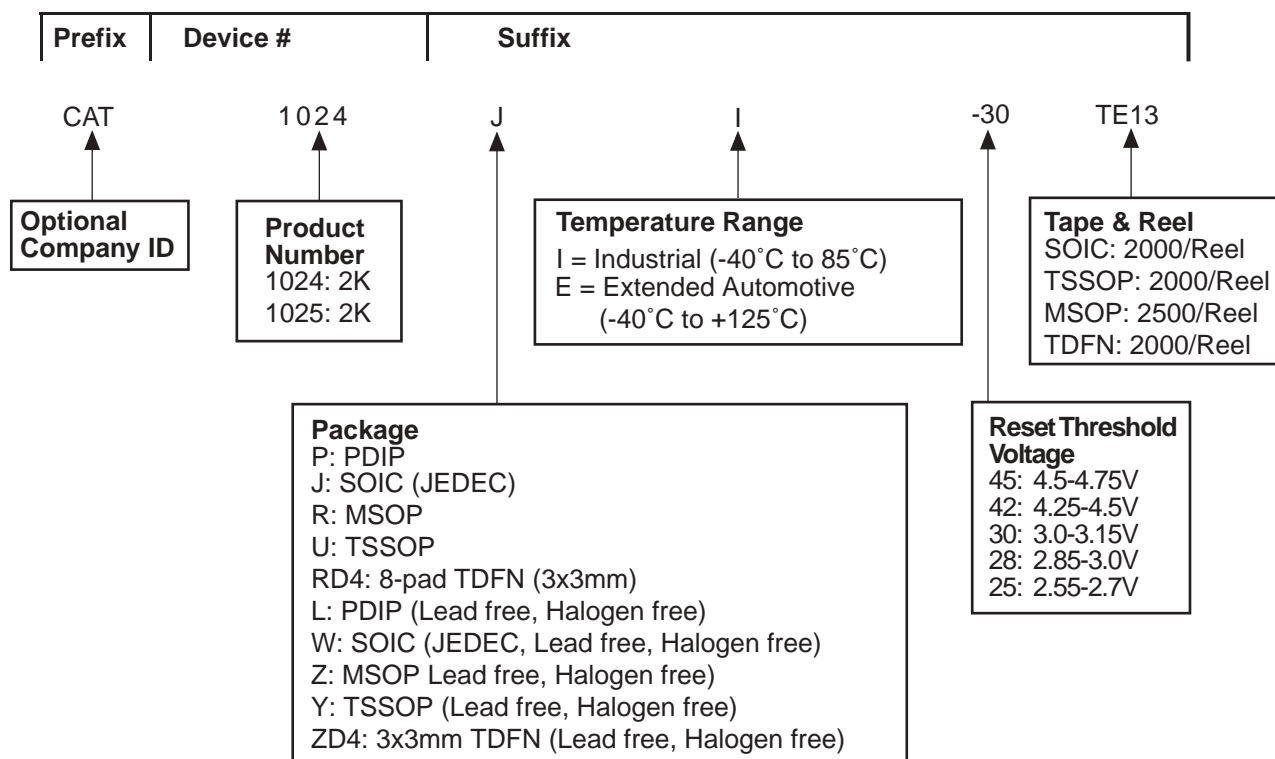 Prefix Device # Suffix
CAT 1024 J I -30 TE13
Optional
Company ID
Product
Number
1024: 2K
1025: 2K
Temperature Range
I = Industrial (-40˚C to 85˚C)
E = Extended Automotive
(-40˚C to +125˚C)
Tape & Reel
SOIC: 2000/Reel
TSSOP: 2000/Reel
MSOP: 2500/Reel
TDFN: 2000/Reel
Package
P: PDIP
J: SOIC (JEDEC)
R: MSOP
U: TSSOP
RD4: 8-pad TDFN (3x3mm)
L: PDIP (Lead free, Halogen free)
W: SOIC (JEDEC, Lead free, Halogen free)
Z: MSOP Lead free, Halogen free)
Y: TSSOP (Lead free, Halogen free)
ZD4: 3x3mm TDFN (Lead free, Halogen free)
Reset Threshold
Voltage
45: 4.5-4.75V
42: 4.25-4.5V
30: 3.0-3.15V
28: 2.85-3.0V
25: 2.55-2.7V